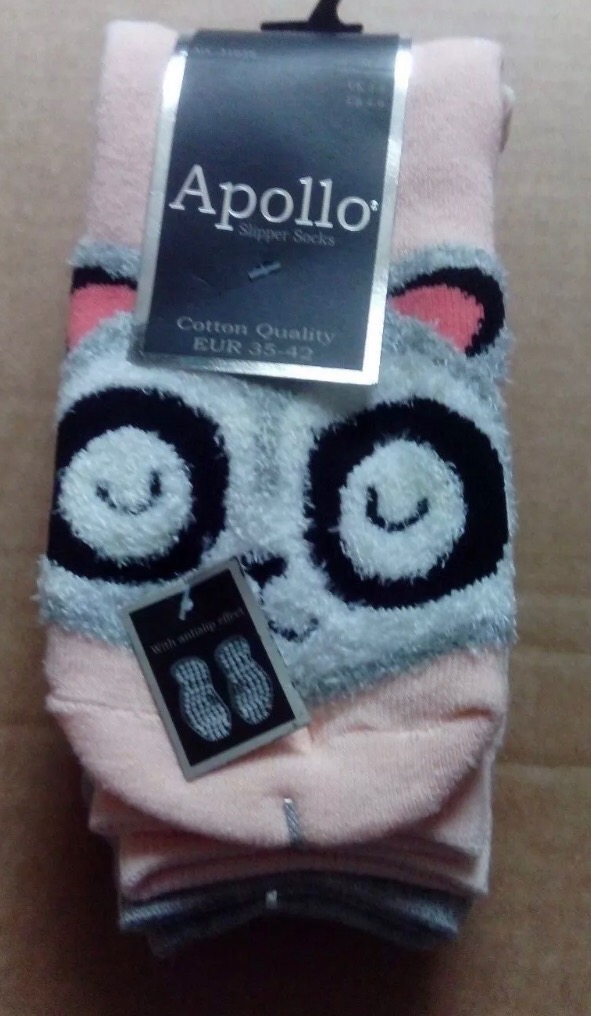 Apollo
Slipper Socks
Cotton Quality
EUR 35-42
With antislip effect